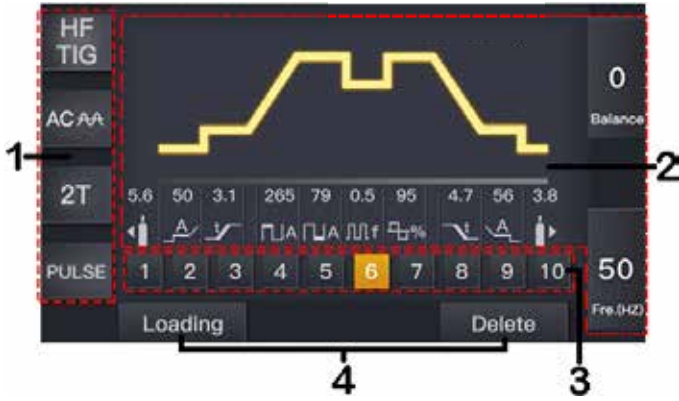 HF
TIG
AC
2T
PULSE
0
Balance
50
Fre.(HZ)
5.6 50 3.1 265 79 0.5 95 4.7 56 3.8
A t A A f % t A
1 2 3 4 5 6 7 8 9 10
Loading Delete
1
2
3
4